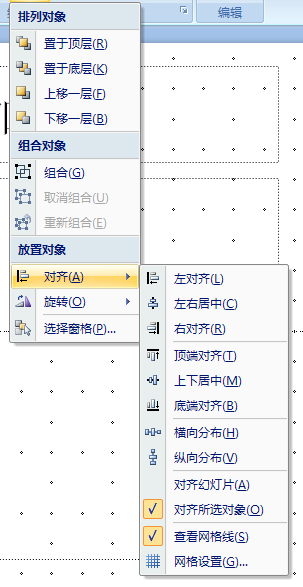 编辑
排列对象
置于顶层(R)
置于底层(K)
上移一层(F)
下移一层(B)
组合对象
组合(G)
取消组合(U)
重新组合(E)
放置对象
对齐(A)
旋转(O)
选择窗格(P)...
左对齐(L)
左右居中(C)
右对齐(R)
顶端对齐(T)
上下居中(M)
底端对齐(B)
横向分布(H)
纵向分布(V)
对齐幻灯片(A)
对齐所选对象(O)
查看网格线(S)
网格设置(G)...